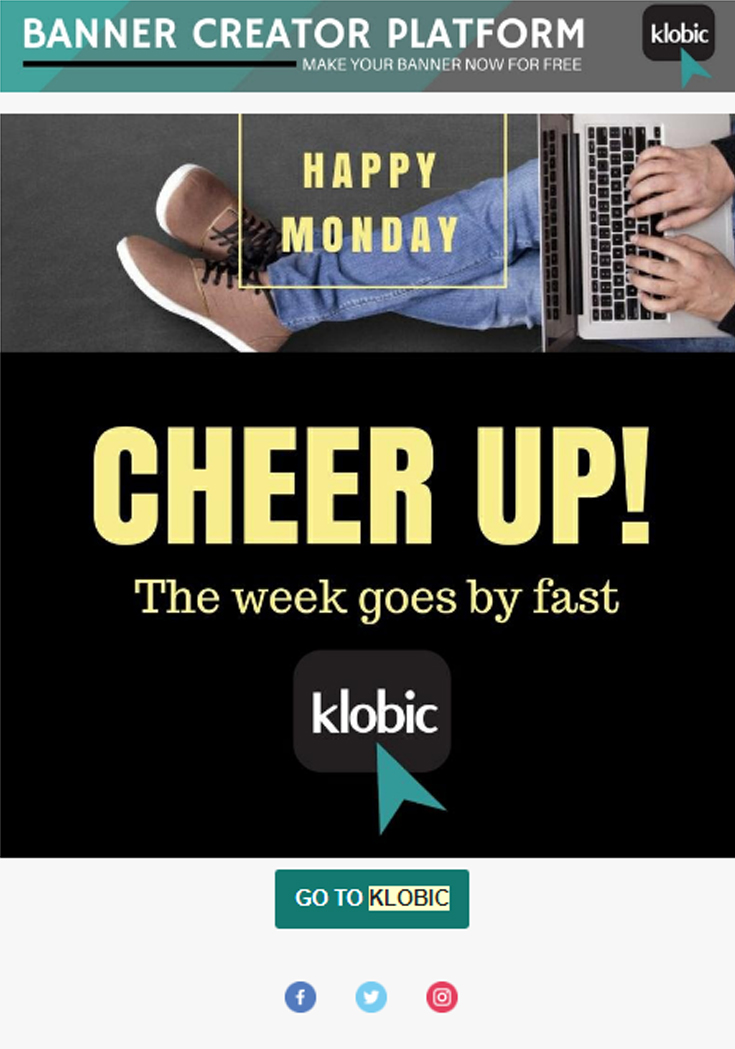 BANNER CREATOR PLATFORM
MAKE YOUR BANNER NOW FOR FREE
klobic
HAPPY
MONDAY
CHEER UP!
The week goes by fast
klobic
GO TO KLOBIC